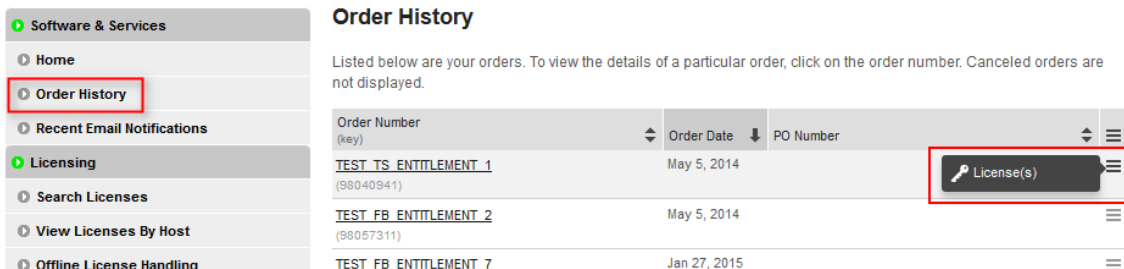 Software & Services
Home
Order History
Recent Email Notifications
Licensing
Search Licenses
View Licenses By Host
Offline License Handling
Order History
Listed below are your orders. To view the details of a particular order, click on the order number. Canceled orders are
not displayed.
Order Number
(key)
Order Date
PO Number
TEST_TS_ENTITLEMENT_1
(98040941)
May 5, 2014
License(s)
TEST_FB_ENTITLEMENT_2
(98057311)
May 5, 2014
TEST_FB_ENTITLEMENT_7
Jan 27, 2015